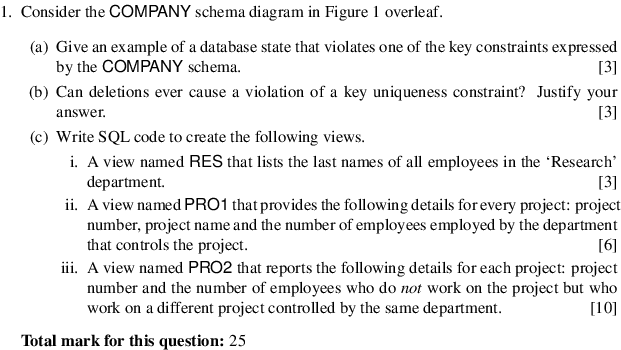 1. Consider the COMPANY schema diagram in Figure 1 overleaf.
(a) Give an example of a database state that violates one of the key constraints expressed
by the COMPANY schema. [3]
(b) Can deletions ever cause a violation of a key uniqueness constraint? Justify your
answer. [3]
(c) Write SQL code to create the following views.
i. A view named RES that lists the last names of all employees in the ‘Research’
department. [3]
ii. A view named PRO1 that provides the following details for every project: project
number, project name and the number of employees employed by the department
that controls the project. [6]
iii. A view named PRO2 that reports the following details for each project: project
number and the number of employees who do not work on the project but who
work on a different project controlled by the same department. [10]
Total mark for this question: 25